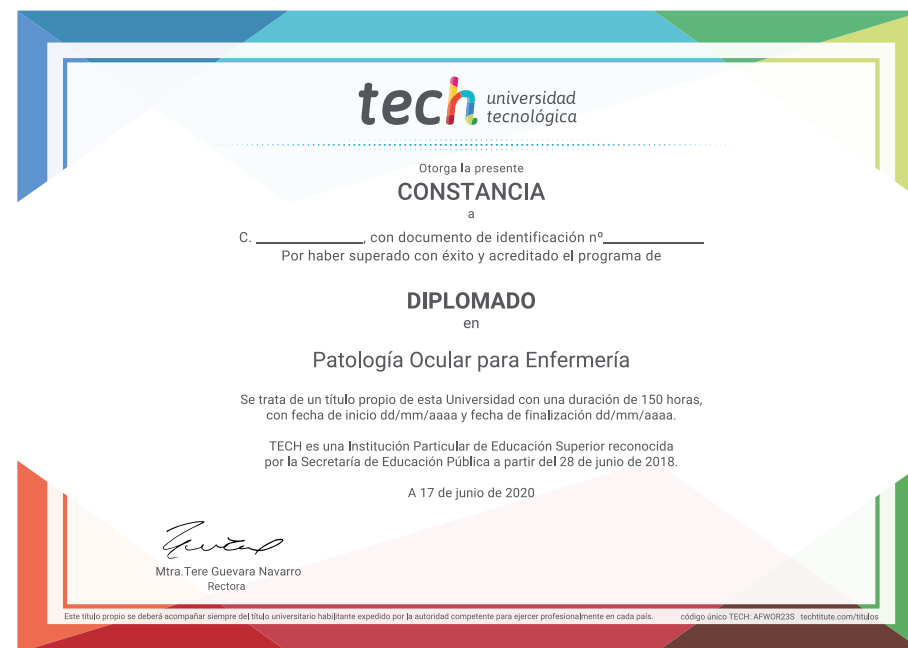 tech universidad
tecnológica
Otorga la presente
CONSTANCIA
a
C. ____________, con documento de identificación nº____________
Por haber superado con éxito y acreditado el programa de
DIPLOMADO
en
Patología Ocular para Enfermería
Se trata de un título propio de esta Universidad con una duración de 150 horas,
con fecha de inicio dd/mm/aaaa y fecha de finalización dd/mm/aaaa.
TECH es una Institución Particular de Educación Superior reconocida
por la Secretaría de Educación Pública a partir del 28 de junio de 2018.
A 17 de junio de 2020
Mtra.Tere Guevara Navarro
Rectora
Este título propio se deberá acompañar siempre del título universitario habilitante expedido por la autoridad competente para ejercer profesionalmente en cada país. código único TECH: AFWOR23S techtitute.com/titulos